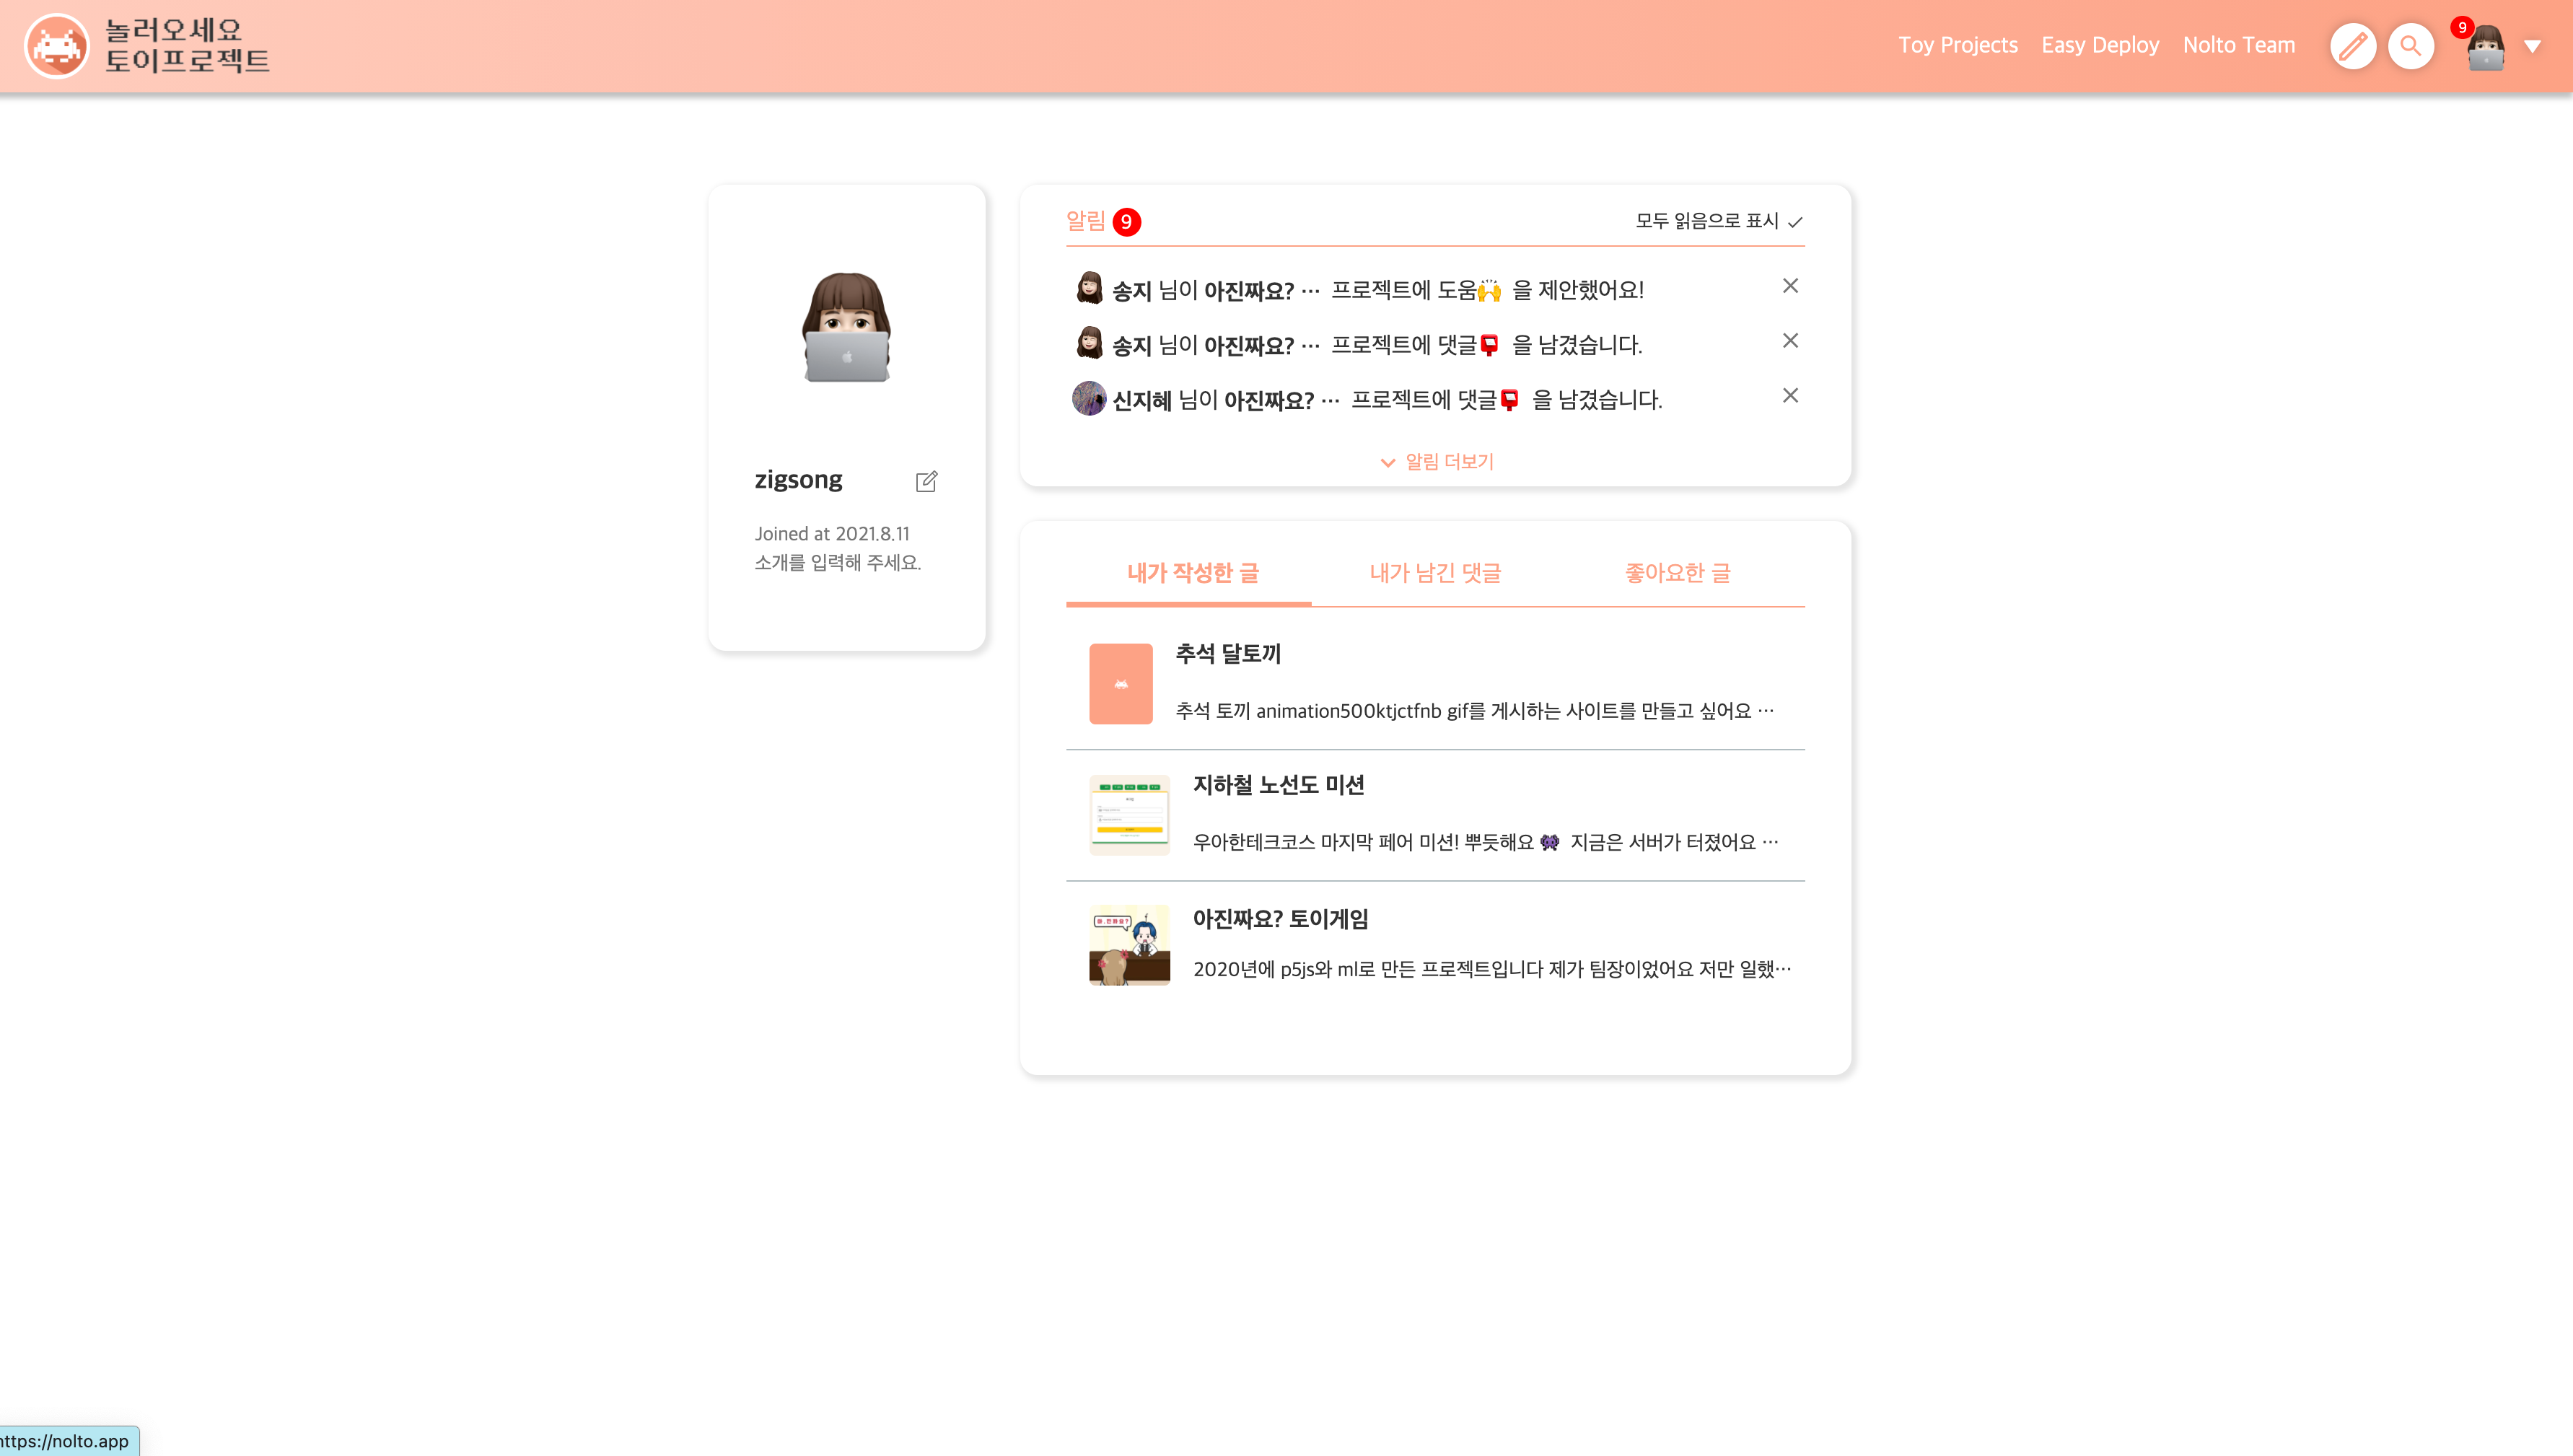 놀러오세요
토이프로젝트
Toy Projects
Easy Deploy
Nolto Team
9
알림 9
모두 읽음으로 표시
송지 님이 아진짜요? ⋯ 프로젝트에 도움🙌 을 제안했어요!
송지 님이 아진짜요? ⋯ 프로젝트에 댓글📮 을 남겼습니다.
신지혜 님이 아진짜요? ⋯ 프로젝트에 댓글📮 을 남겼습니다.
알림 더보기
zigsong
Joined at 2021.8.11
소개를 입력해 주세요.
내가 작성한 글
내가 남긴 댓글
좋아요한 글
추석 달토끼
추석 토끼 animation500ktjctfnb gif를 게시하는 사이트를 만들고 싶어요 ⋯
지하철 노선도 미션
우아한테크코스 마지막 페어 미션! 뿌듯해요 👾 지금은 서버가 터졌어요 ⋯
아진짜요? 토이게임
2020년에 p5js와 ml로 만든 프로젝트입니다 제가 팀장이었어요 저만 일했⋯
아,진짜요?
ttps://nolto.app